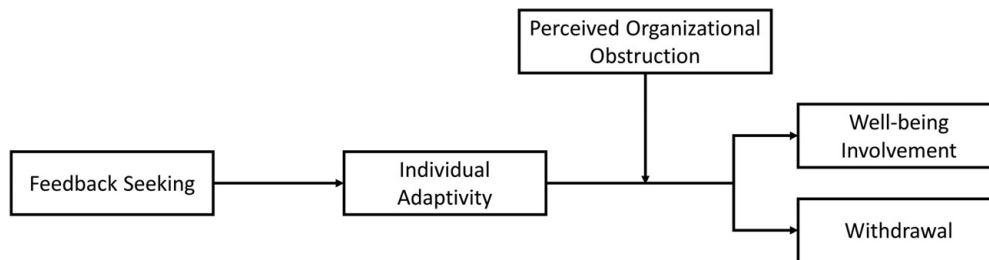 Perceived Organizational
Obstruction
Well-being
Involvement
Feedback Seeking
Individual
Adaptivity
Withdrawal